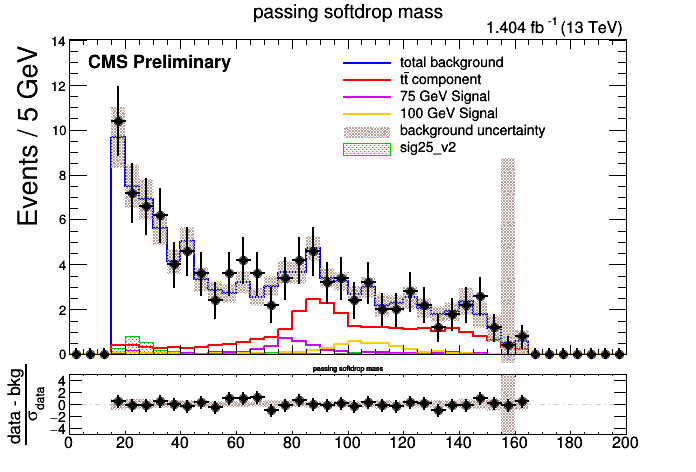 passing softdrop mass
1.404 fb -1 (13 TeV)
Events / 5 GeV
14
12
10
8
6
4
2
0
CMS Preliminary
total background
tt̄ component
75 GeV Signal
100 GeV Signal
background uncertainty
sig25_v2
passing softdrop mass
data - bkg
σ data
4
2
0
−2
−4
0 20 40 60 80 100 120 140 160 180 200